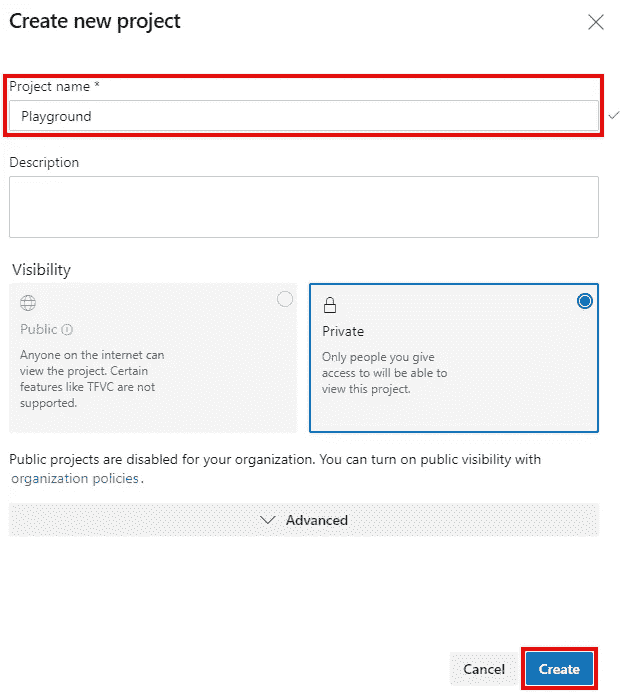 Create new project
Project name *
Playground
Description
Visibility
Public
Anyone on the internet can
view the project. Certain
features like TFVC are not
supported.
Private
Only people you give
access to will be able to
view this project.
Public projects are disabled for your organization. You can turn on public visibility with
organization policies.
Advanced
Cancel
Create